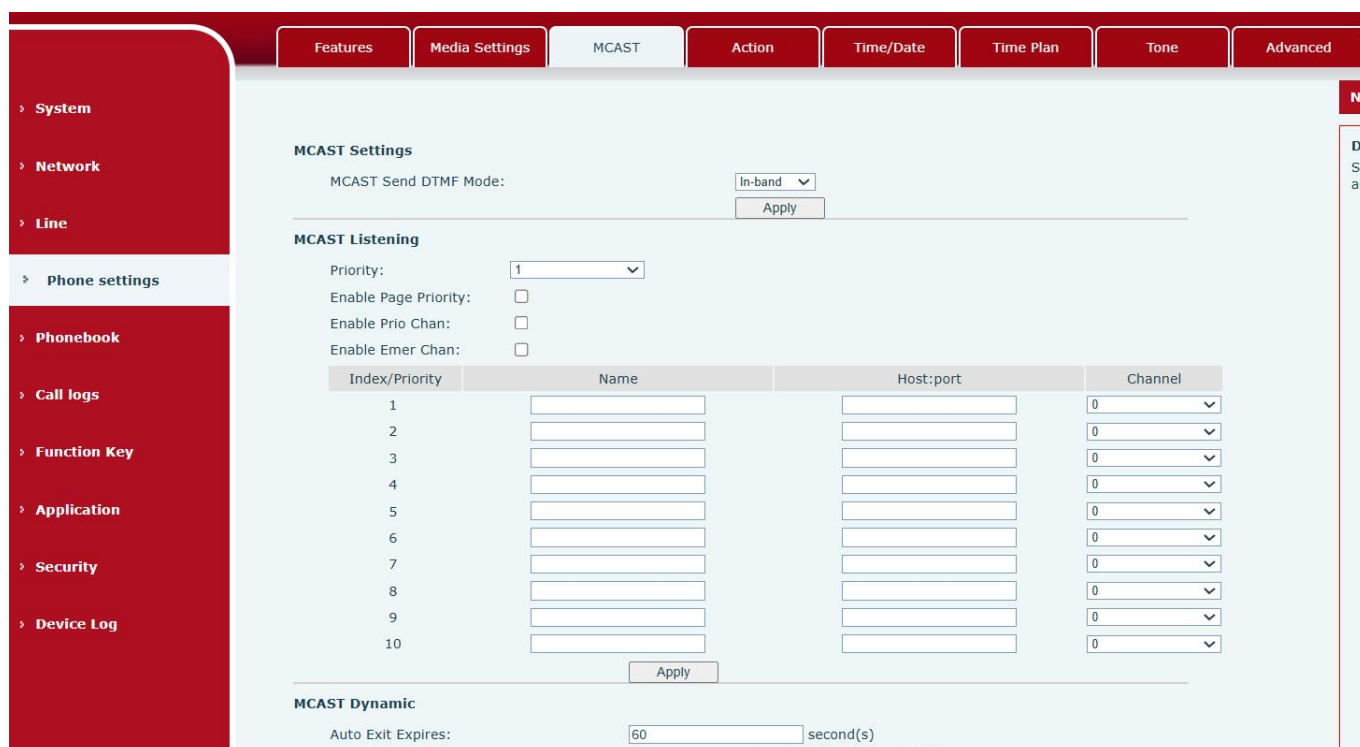 Features Media Settings MCAST Action Time/Date Time Plan Tone Advanced
System
Network
Line
Phone settings
Phonebook
Call logs
Function Key
Application
Security
Device Log
MCAST Settings
MCAST Send DTMF Mode: In-band
Apply
MCAST Listening
Priority: 1
Enable Page Priority:
Enable Prio Chan:
Enable Emer Chan:
Index/Priority Name Host:port Channel
1 0
2 0
3 0
4 0
5 0
6 0
7 0
8 0
9 0
10 0
Apply
MCAST Dynamic
Auto Exit Expires: 60 second(s)